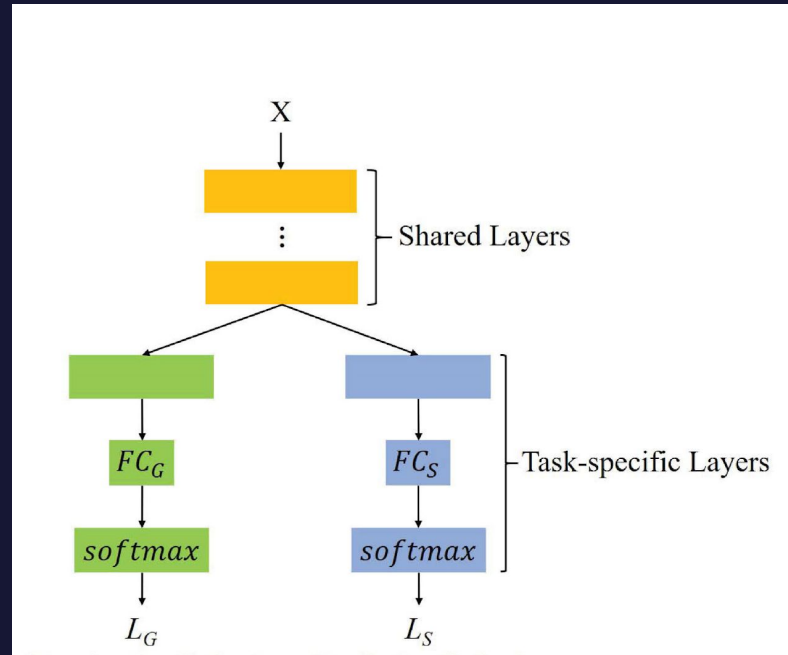 X
Shared Layers
FC_G
FC_S
Task-specific Layers
softmax
softmax
L_G
L_S